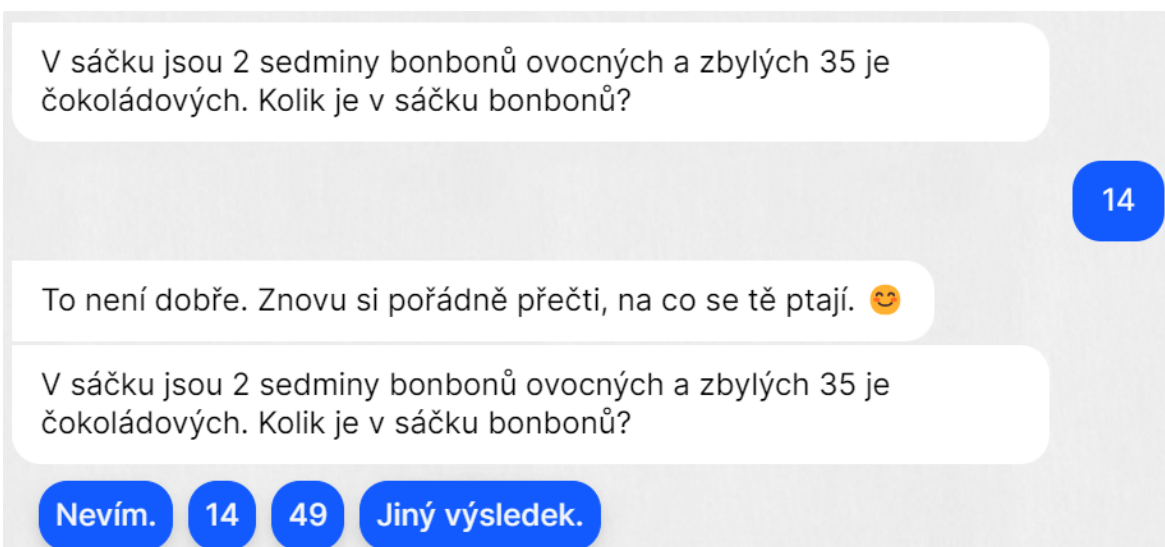 V sáčku jsou 2 sedminy bonbonů ovocných a zbylých 35 je
čokoládových. Kolik je v sáčku bonbonů?
14
To není dobře. Znovu si pořádně přečti, na co se tě ptají. 😊
V sáčku jsou 2 sedminy bonbonů ovocných a zbylých 35 je
čokoládových. Kolik je v sáčku bonbonů?
Nevím. 14 49 Jiný výsledek.